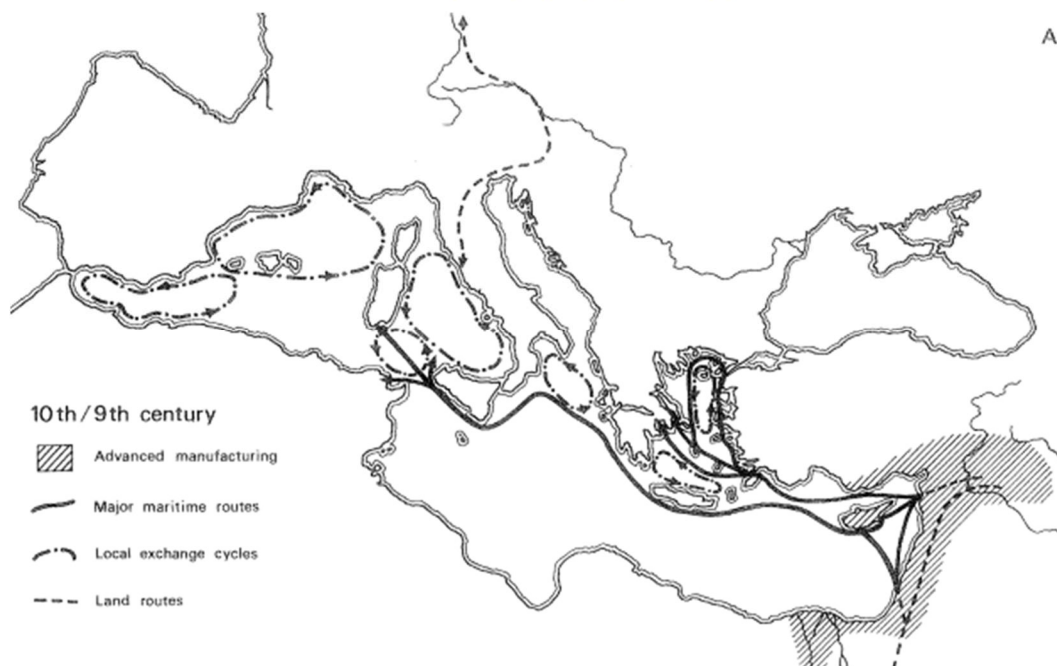 A
10th/9th century
Advanced manufacturing
Major maritime routes
Local exchange cycles
Land routes